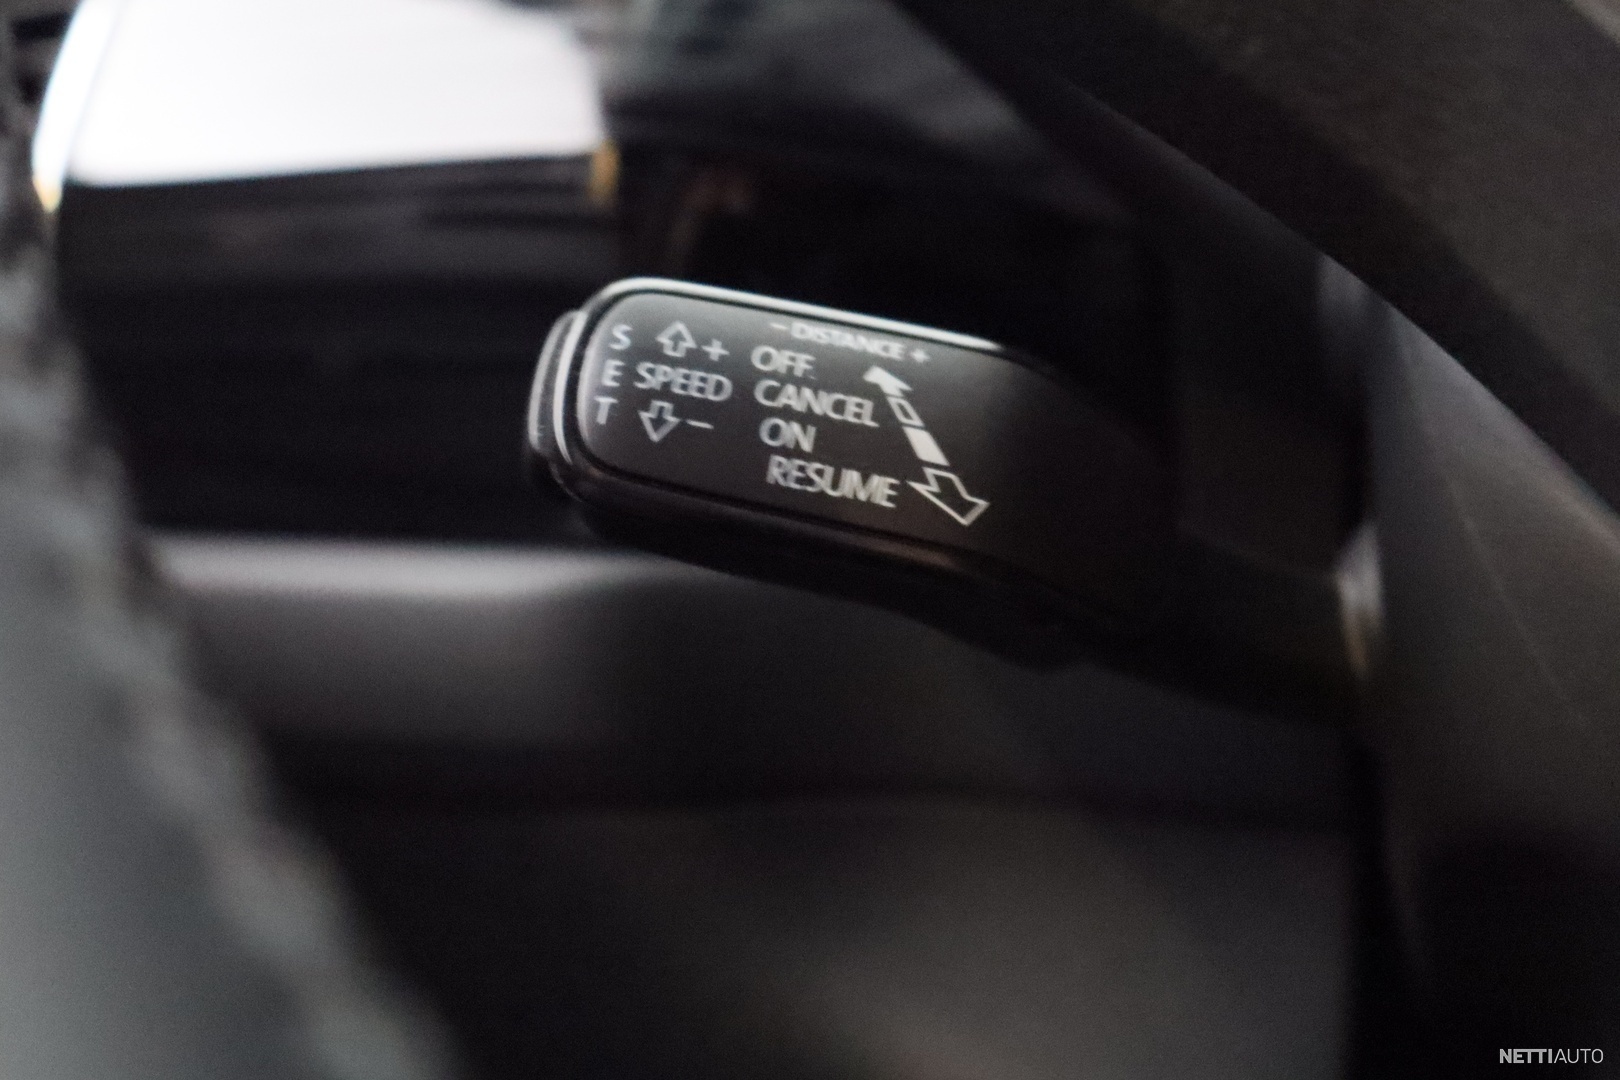 - DISTANCE +
S + OFF
E SPEED CANCEL
T - ON
RESUME
NETTIAUTO